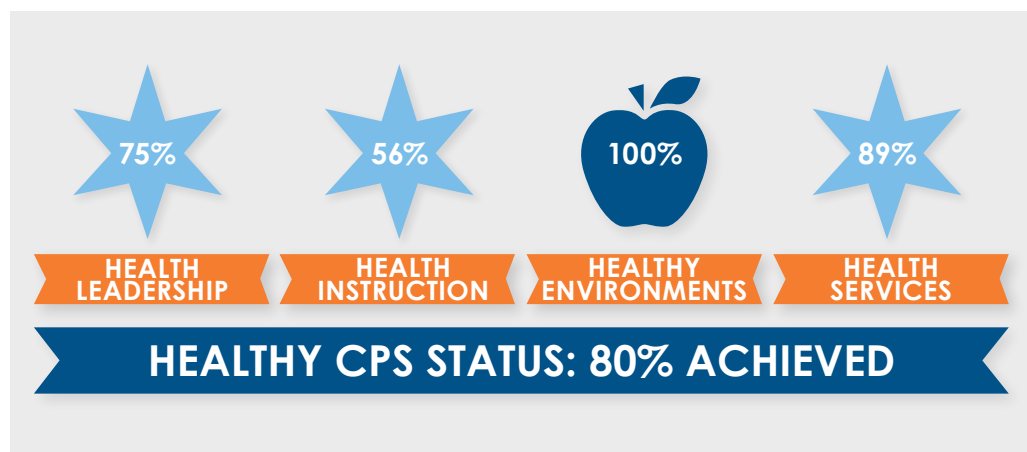 75%
56%
100%
89%
HEALTH
LEADERSHIP
HEALTH
INSTRUCTION
HEALTHY
ENVIRONMENTS
HEALTH
SERVICES
HEALTHY CPS STATUS: 80% ACHIEVED